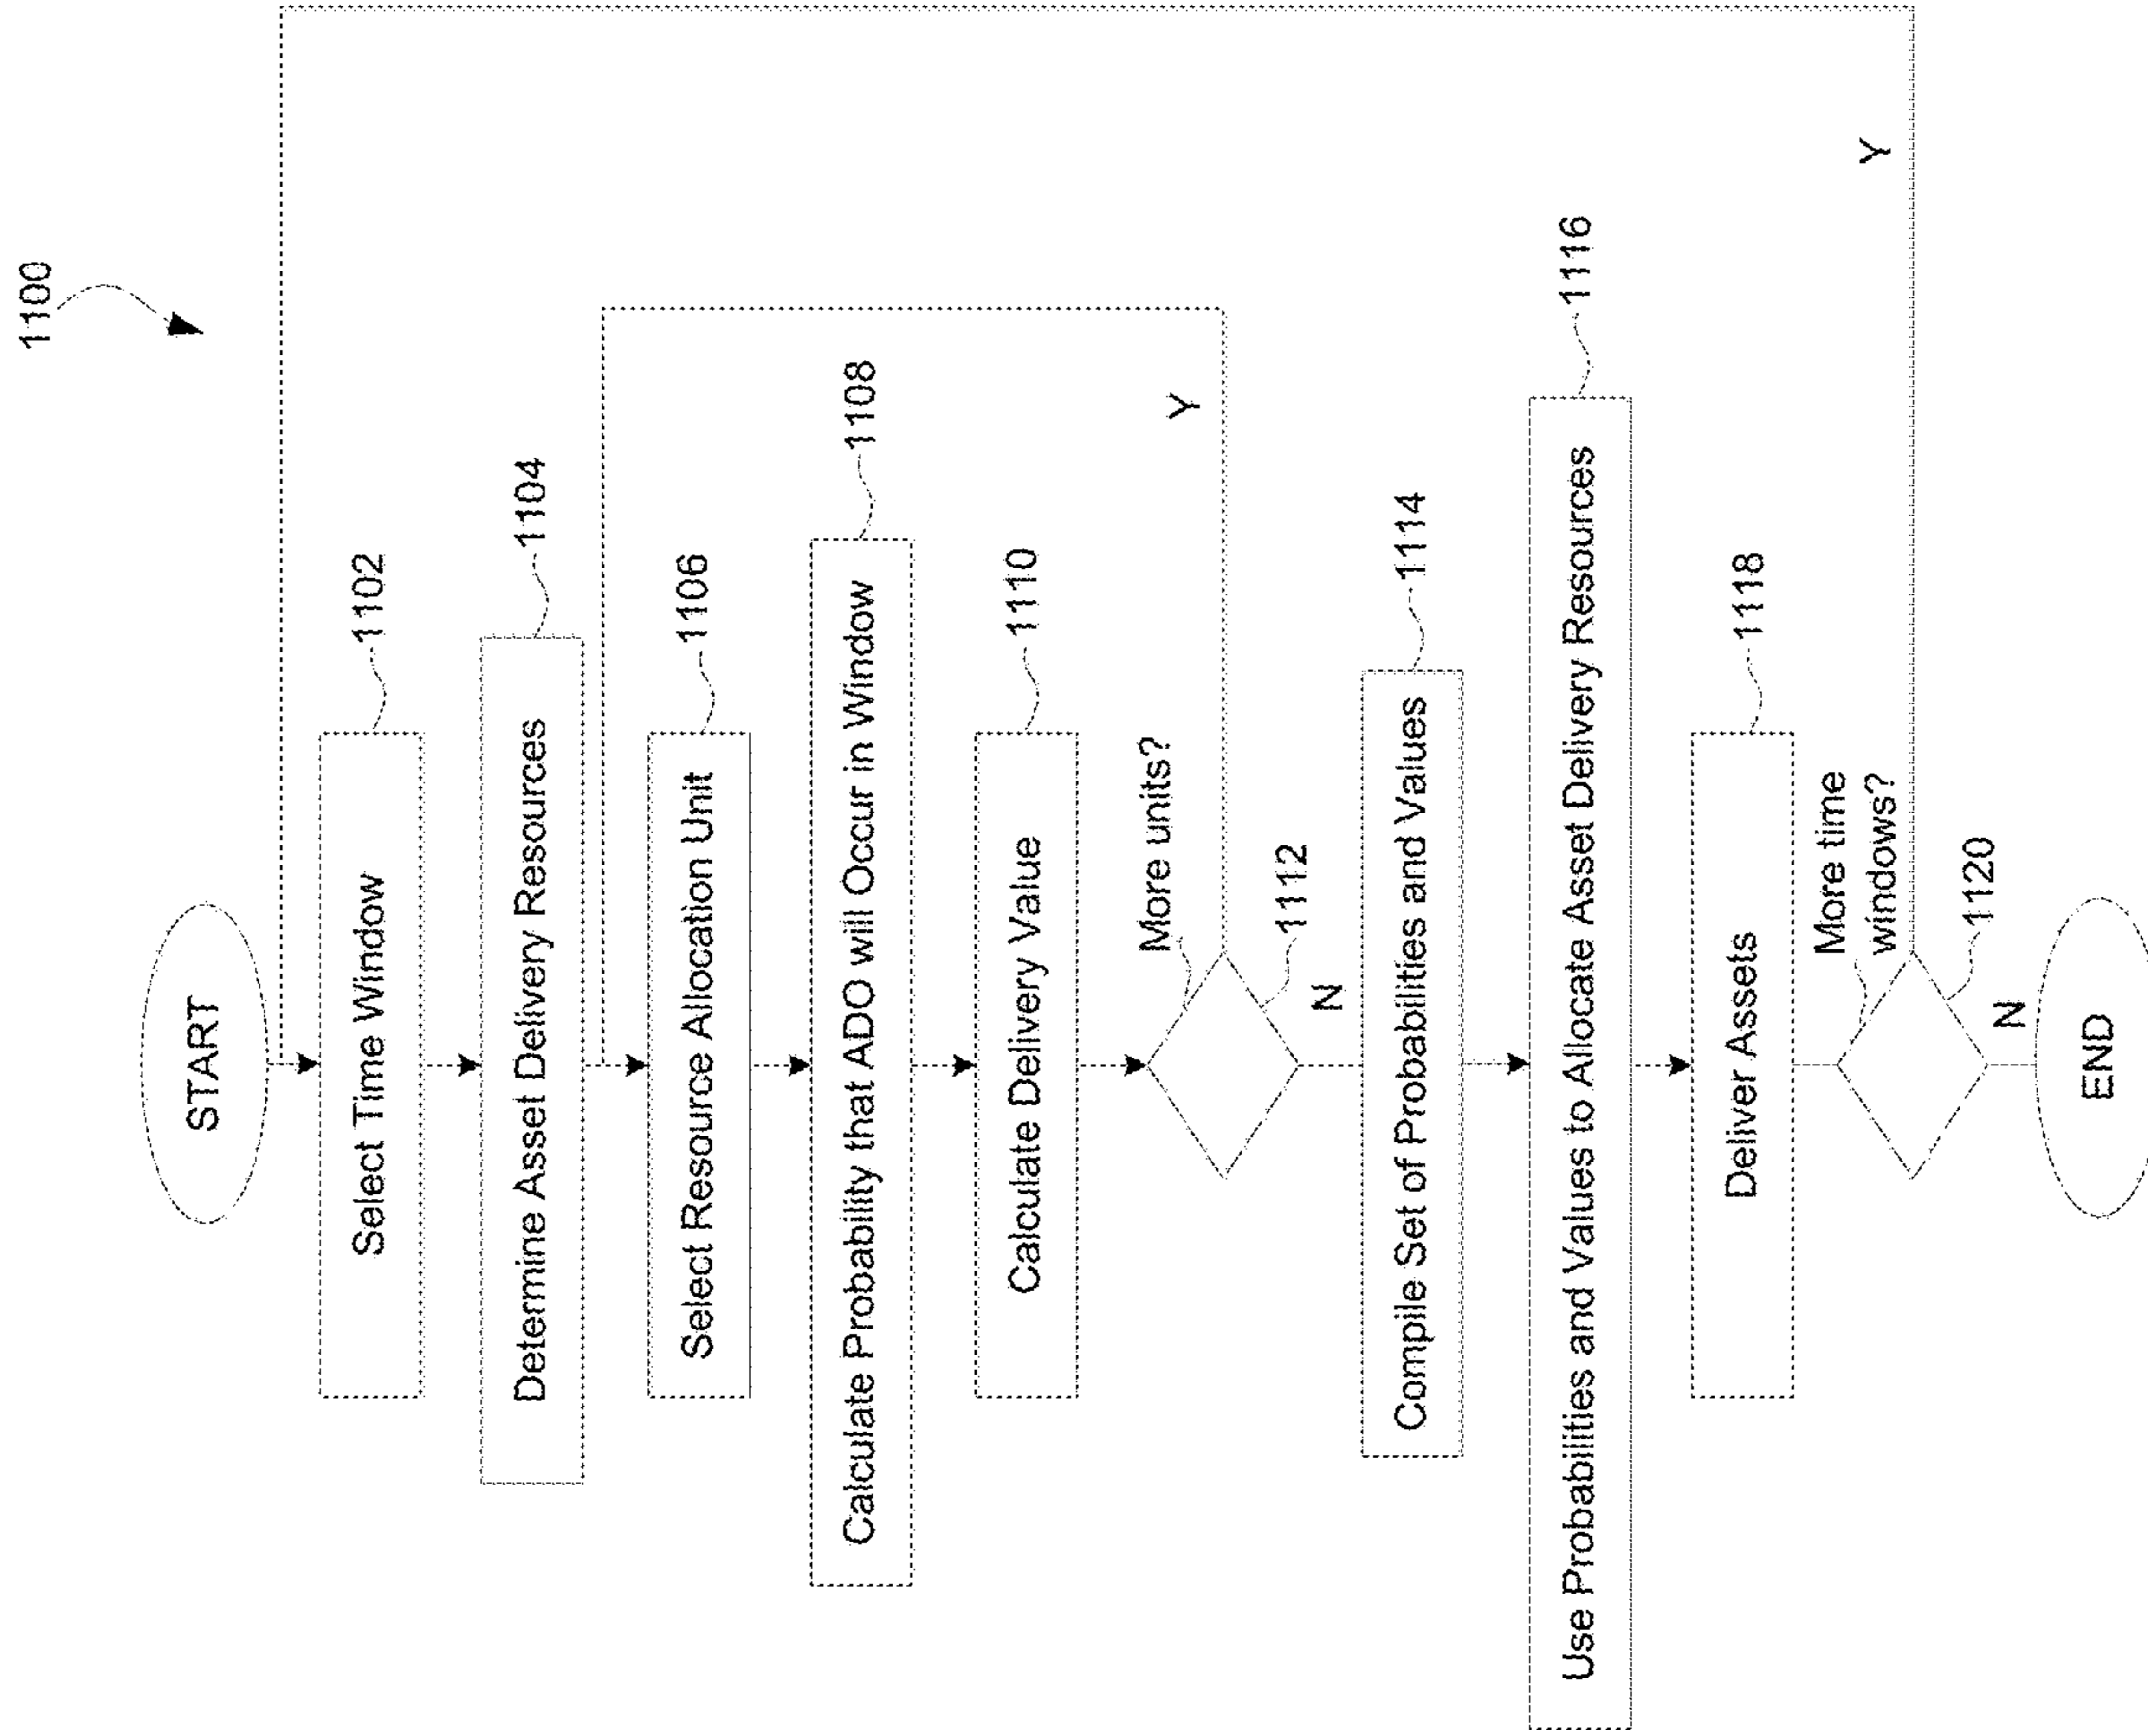 1100
START
Select Time Window
1102
Determine Asset Delivery Resources
1104
Select Resource Allocation Unit
1106
Calculate Probability that ADO will Occur in Window
1108
Calculate Delivery Value
1110
More units?
Y
1112
N
Compile Set of Probabilities and Values
1114
Use Probabilities and Values to Allocate Asset Delivery Resources
1116
Deliver Assets
1118
More time
windows?
Y
1120
N
END